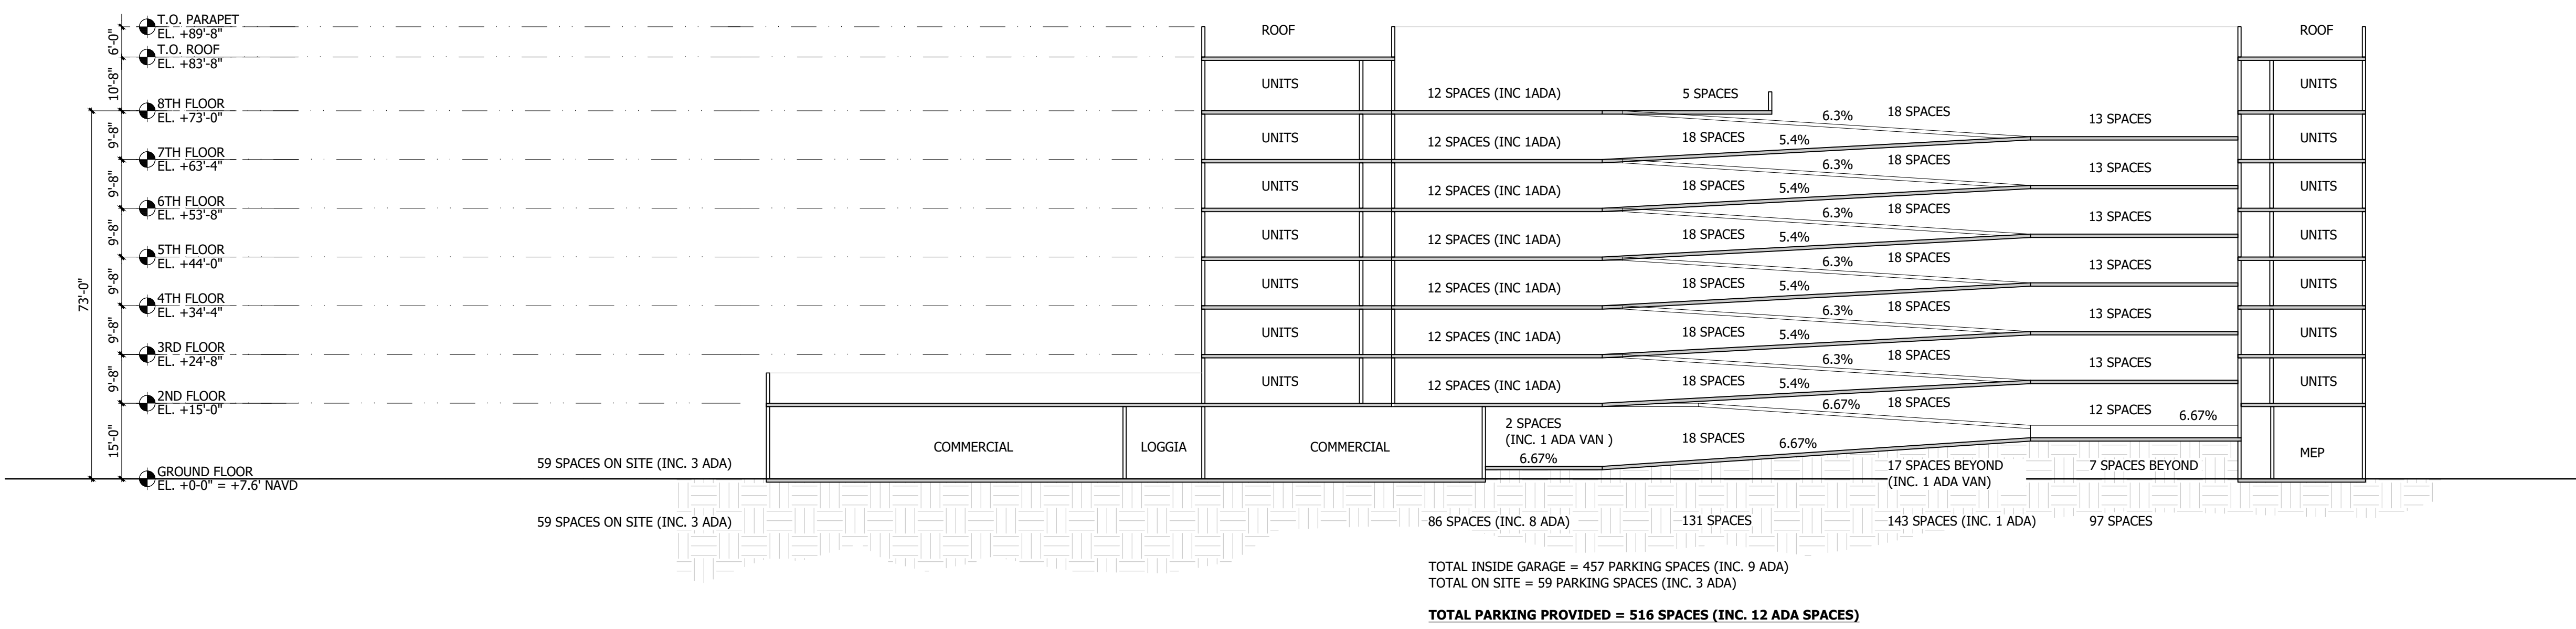 T.O. PARAPET
EL. +89'-8"
6'-0"
T.O. ROOF
EL. +83'-8"
10'-8"
8TH FLOOR
EL. +73'-0"
9'-8"
7TH FLOOR
EL. +63'-4"
9'-8"
6TH FLOOR
EL. +53'-8"
9'-8"
5TH FLOOR
EL. +44'-0"
9'-8"
4TH FLOOR
EL. +34'-4"
9'-8"
3RD FLOOR
EL. +24'-8"
9'-8"
2ND FLOOR
EL. +15'-0"
15'-0"
GROUND FLOOR
EL. +0-0" = +7.6' NAVD
73'-0"
ROOF
ROOF
UNITS
12 SPACES (INC 1ADA)
5 SPACES
6.3%
18 SPACES
13 SPACES
UNITS
UNITS
12 SPACES (INC 1ADA)
18 SPACES
5.4%
6.3%
18 SPACES
13 SPACES
UNITS
UNITS
12 SPACES (INC 1ADA)
18 SPACES
5.4%
6.3%
18 SPACES
13 SPACES
UNITS
UNITS
12 SPACES (INC 1ADA)
18 SPACES
5.4%
6.3%
18 SPACES
13 SPACES
UNITS
UNITS
12 SPACES (INC 1ADA)
18 SPACES
5.4%
6.3%
18 SPACES
13 SPACES
UNITS
UNITS
12 SPACES (INC 1ADA)
18 SPACES
5.4%
6.3%
18 SPACES
13 SPACES
UNITS
UNITS
12 SPACES (INC 1ADA)
18 SPACES
5.4%
6.67%
18 SPACES
12 SPACES
6.67%
UNITS
COMMERCIAL
LOGGIA
COMMERCIAL
2 SPACES
(INC. 1 ADA VAN )
6.67%
18 SPACES
6.67%
MEP
59 SPACES ON SITE (INC. 3 ADA)
17 SPACES BEYOND
(INC. 1 ADA VAN)
7 SPACES BEYOND
59 SPACES ON SITE (INC. 3 ADA)
86 SPACES (INC. 8 ADA)
131 SPACES
143 SPACES (INC. 1 ADA)
97 SPACES
TOTAL INSIDE GARAGE = 457 PARKING SPACES (INC. 9 ADA)
TOTAL ON SITE = 59 PARKING SPACES (INC. 3 ADA)
TOTAL PARKING PROVIDED = 516 SPACES (INC. 12 ADA SPACES)